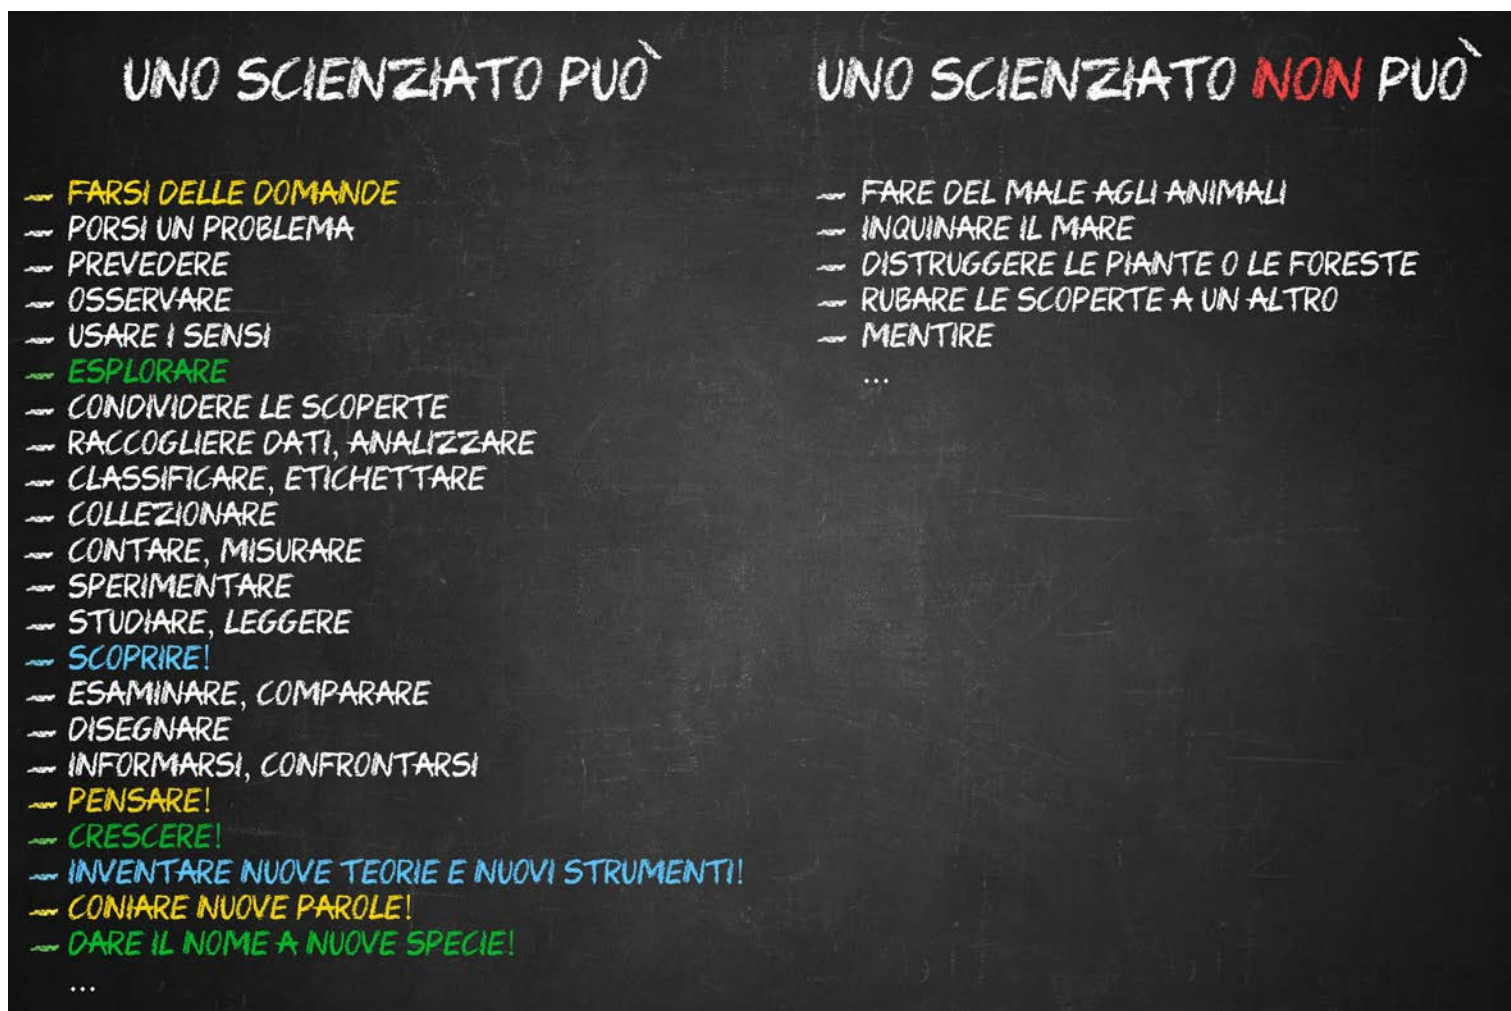 UNO SCIENZIATO PUÒ
— FARSI DELLE DOMANDE
— PORSI UN PROBLEMA
— PREVEDERE
— OSSERVARE
— USARE I SENSI
— ESPLORARE
— CONDIVIDERE LE SCOPERTE
— RACCOGLIERE DATI, ANALIZZARE
— CLASSIFICARE, ETICHETTARE
— COLLEZIONARE
— CONTARE, MISURARE
— SPERIMENTARE
— STUDIARE, LEGGERE
— SCOPRIRE!
— ESAMINARE, COMPARARE
— DISEGNARE
— INFORMARSI, CONFRONTARSI
— PENSARE!
— CRESCERE!
— INVENTARE NUOVE TEORIE E NUOVI STRUMENTI!
— CONIARE NUOVE PAROLE!
— DARE IL NOME A NUOVE SPECIE!
...
UNO SCIENZIATO NON PUÒ
— FARE DEL MALE AGLI ANIMALI
— INQUINARE IL MARE
— DISTRUGGERE LE PIANTE O LE FORESTE
— RUBARE LE SCOPERTE A UN ALTRO
— MENTIRE
...